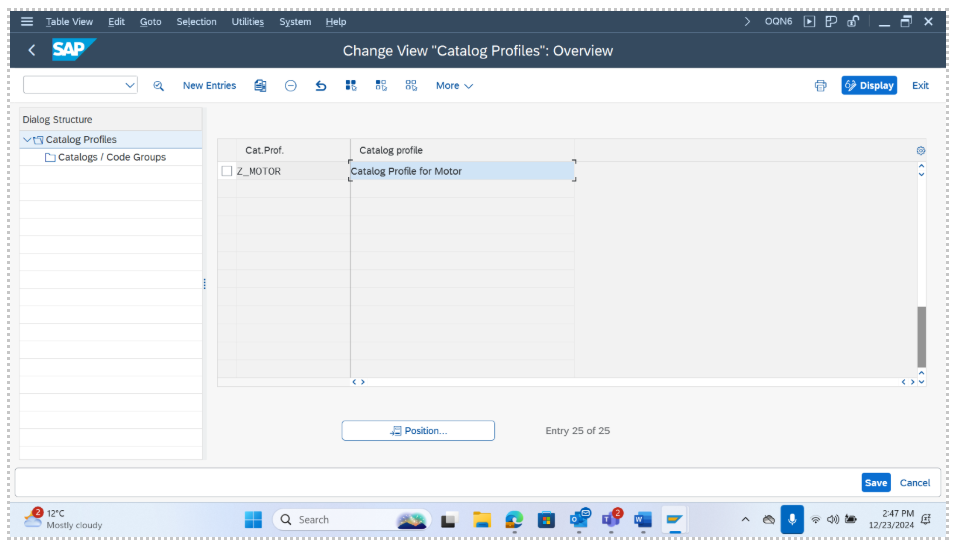 Table View Edit Goto Selection Utilities System Help OQN6
SAP Change View "Catalog Profiles": Overview
New Entries More Display Exit
Dialog Structure
Catalog Profiles
Catalogs / Code Groups
Cat.Prof. Catalog profile
Z_MOTOR Catalog Profile for Motor
Position... Entry 25 of 25
Save Cancel
2 12°C
Mostly cloudy
Search
2
2:47 PM
12/23/2024